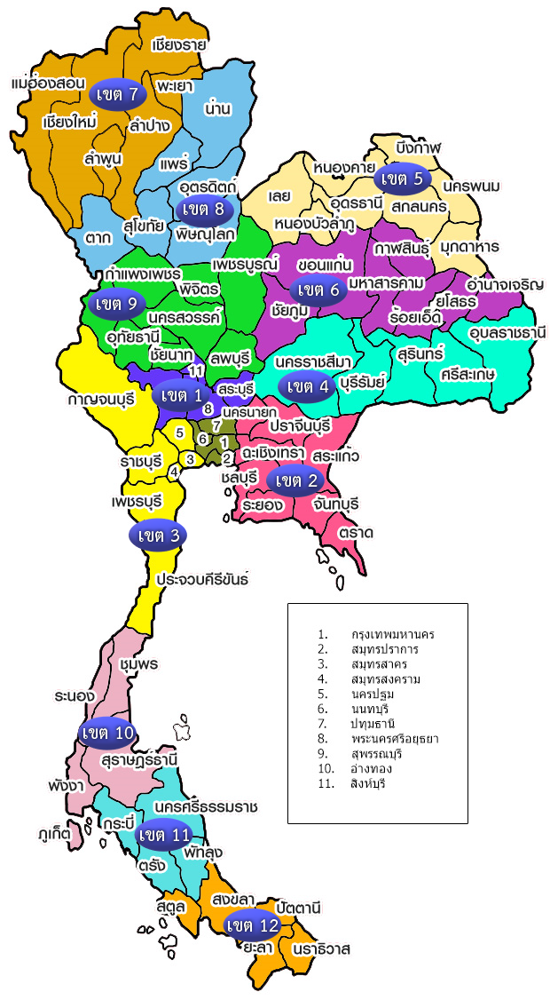 เชียงราย
แม่ฮ่องสอน
เขต 7
พะเยา
น่าน
เชียงใหม่
ลำปาง
ลำพูน
แพร่
อุตรดิตถ์
เขต 8
สุโขทัย
ตาก
พิษณุโลก
บึงกาฬ
หนองคาย
เขต 5
นครพนม
เลย
อุดรธานี
สกลนคร
หนองบัวลำภู
มุกดาหาร
กาฬสินธุ์
เพชรบูรณ์
ขอนแก่น
กำแพงเพชร
พิจิตร
เขต 6
มหาสารคาม
อำนาจเจริญ
เขต 9
นครสวรรค์
ชัยภูมิ
ยโสธร
ร้อยเอ็ด
อุทัยธานี
ชัยนาท
ลพบุรี
อุบลราชธานี
นครราชสีมา
สุรินทร์
11
บุรีรัมย์
ศรีสะเกษ
เขต 4
กาญจนบุรี
เขต 1
สระบุรี
8
นครนายก
7
ปราจีนบุรี
5
6
1
ฉะเชิงเทรา
สระแก้ว
ราชบุรี
3
2
4
ชลบุรี
เขต 2
เพชรบุรี
ระยอง
จันทบุรี
เขต 3
ตราด
ประจวบคีรีขันธ์
1. กรุงเทพมหานคร
2. สมุทรปราการ
3. สมุทรสาคร
4. สมุทรสงคราม
5 นครปฐม
6. นนทบุรี
7. ปทุมธานี
8. พระนครศรีอยุธยา
9. สุพรรณบุรี
10. อ่างทอง
11. สิงห์บุรี
ชุมพร
ระนอง
เขต 10
สุราษฎร์ธานี
พังงา
นครศรีธรรมราช
กระบี่
ภูเก็ต
เขต 11
พัทลุง
ตรัง
สงขลา
สตูล
ปัตตานี
เขต 12
ยะลา
นราธิวาส